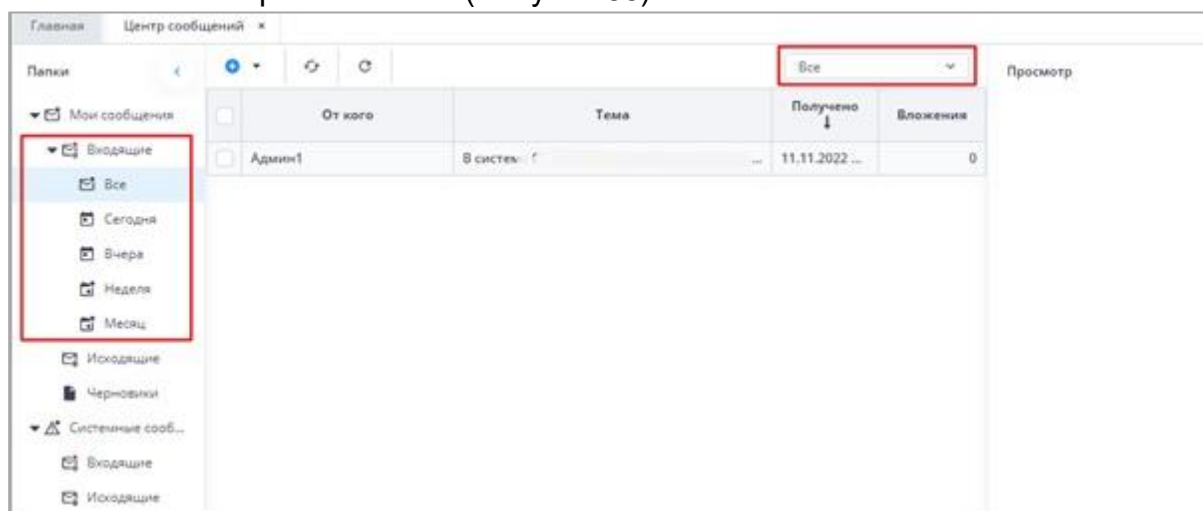 Главная Центр сообщений ×
Папки Все Просмотр
От кого Тема Получено ↓ Вложения
Админ1 В систем ... 11.11.2022 ... 0
Мои сообщения
Входящие
Все
Сегодня
Вчера
Неделя
Месяц
Исходящие
Черновики
Системные сооб...
Входящие
Исходящие